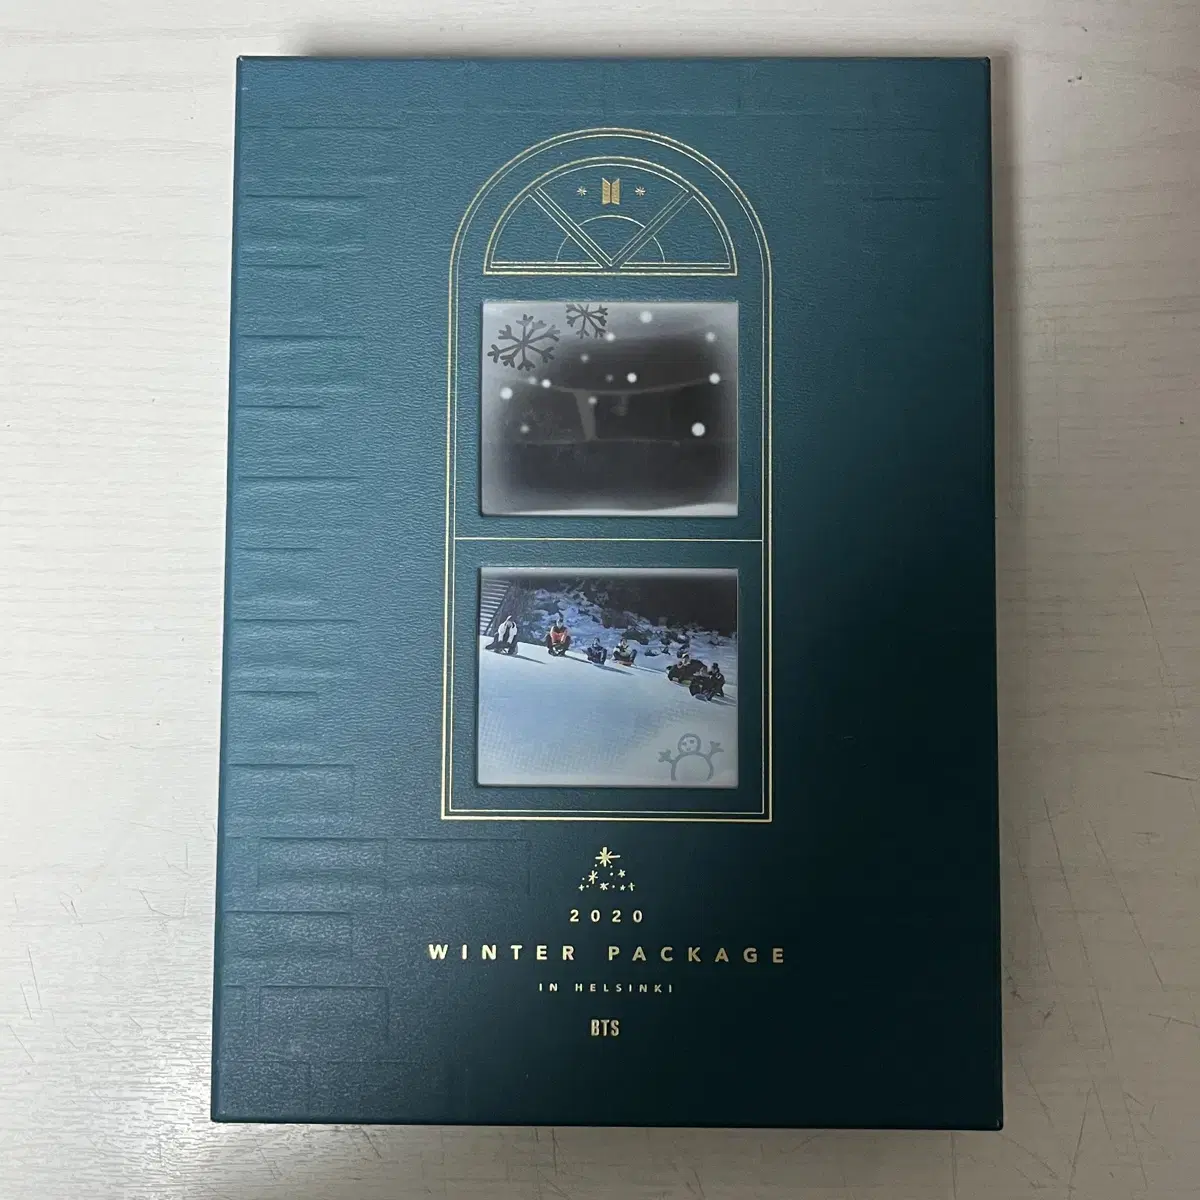 2020
WINTER PACKAGE
IN HELSINKI
BTS